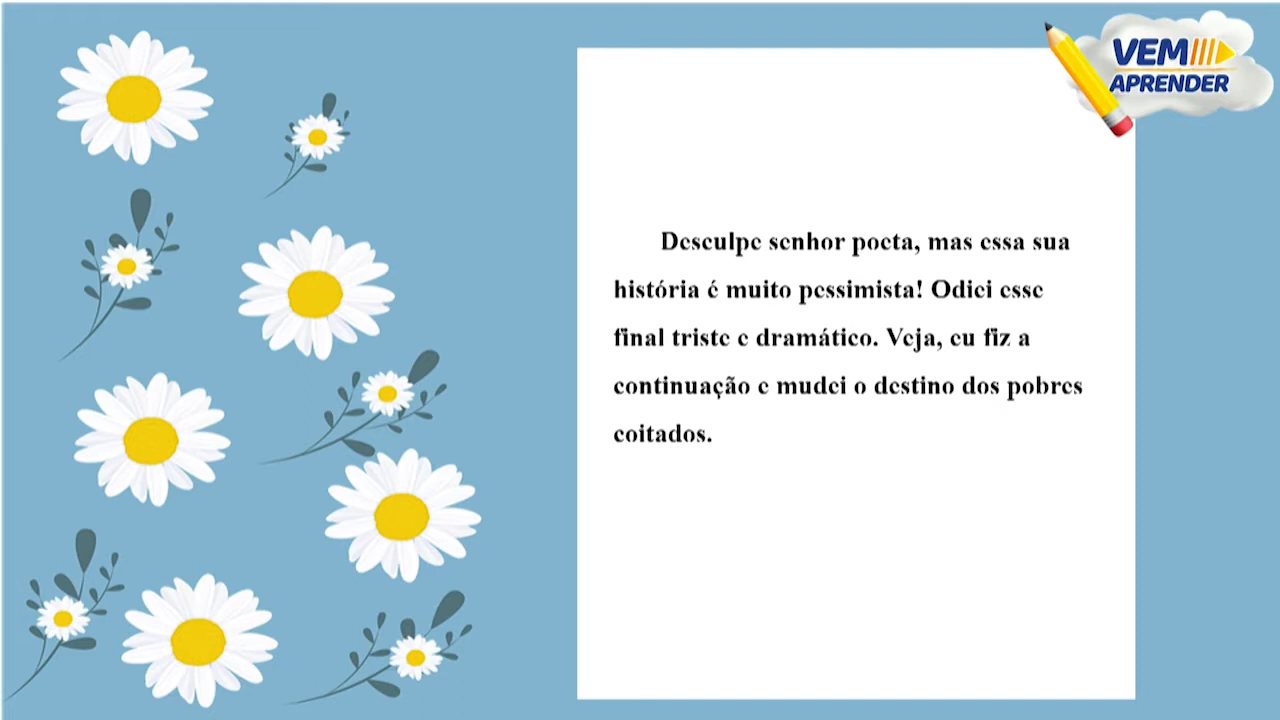 VEM
APRENDER
Desculpe senhor poeta, mas essa sua
história é muito pessimista! Odiei esse
final triste e dramático. Veja, eu fiz a
continuação e mudei o destino dos pobres
coitados.